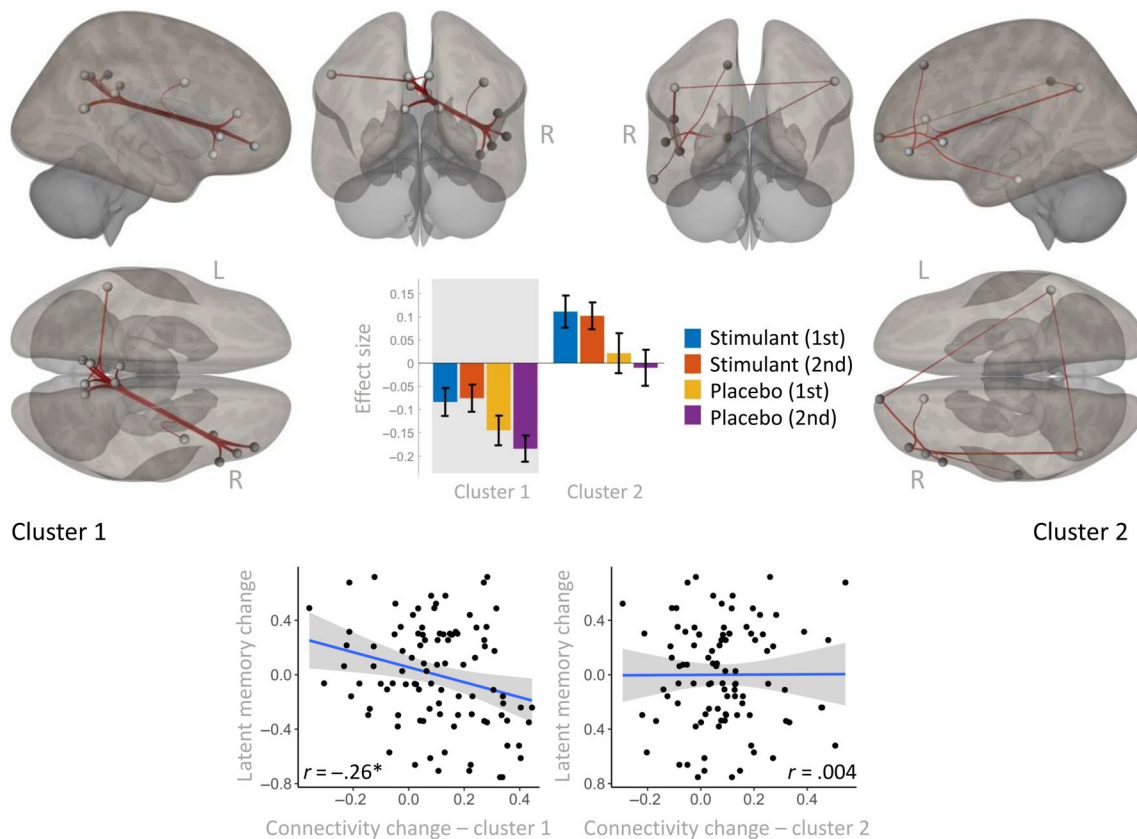 R
R
L
L
R
R
0.15
0.1
0.05
0
−0.05
−0.1
−0.15
−0.2
Effect size
Cluster 1
Cluster 2
Stimulant (1st)
Stimulant (2nd)
Placebo (1st)
Placebo (2nd)
Cluster 1
Cluster 2
Latent memory change
0.4
0.0
−0.4
−0.8
r = −.26*
−0.2
0.0
0.2
0.4
Connectivity change – cluster 1
Latent memory change
0.4
0.0
−0.4
0.8
r = .004
−0.2
0.0
0.2
0.4
Connectivity change – cluster 2